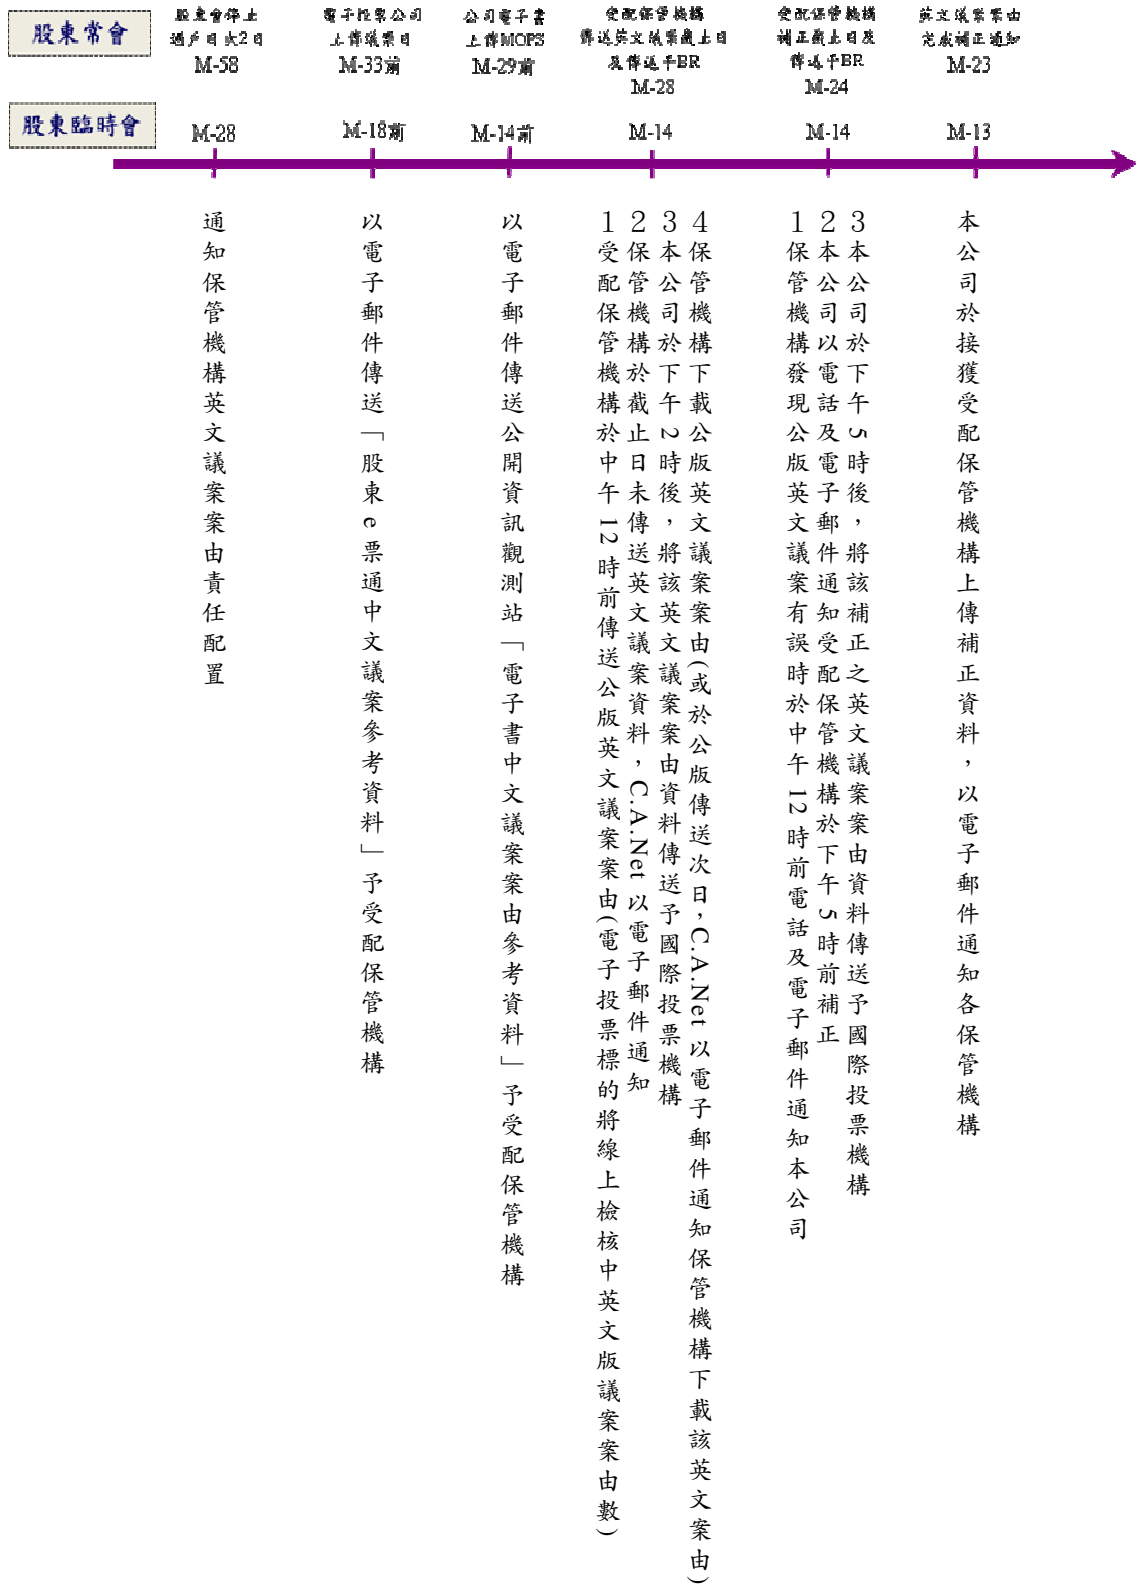 股東常會
股東會停止
過戶日次2日
M-58
電子投票公司
上傳議案日
M-33前
公司電子書
上傳MOPS
M-29前
受配保管機構
傳送英文議案截止日
及傳送予BR
M-28
受配保管機構
補正截止日及
傳送予BR
M-24
英文議案案由
完成補正通知
M-23
股東臨時會
M-28
M-18前
M-14前
M-14
M-14
M-13
通知保管機構英文議案案由責任配置
以電子郵件傳送「股東e票通中文議案參考資料」予受配保管機構
以電子郵件傳送公開資訊觀測站「電子書中文議案案由參考資料」予受配保管機構
1受配保管機構於中午12時前傳送公版英文議案案由(電子投票標的將線上檢核中英文版議案案由數)
2保管機構於截止日未傳送英文議案資料，C.A.Net以電子郵件通知
3本公司於下午2時後，將該英文議案案由資料傳送予國際投票機構
4保管機構下載公版英文議案案由(或於公版傳送次日，C.A.Net以電子郵件通知保管機構下載該英文案由)
1保管機構發現公版英文議案有誤時於中午12時前電話及電子郵件通知本公司
2本公司以電話及電子郵件通知受配保管機構於下午5時前補正
3本公司於下午5時後，將該補正之英文議案案由資料傳送予國際投票機構
本公司於接獲受配保管機構上傳補正資料，以電子郵件通知各保管機構